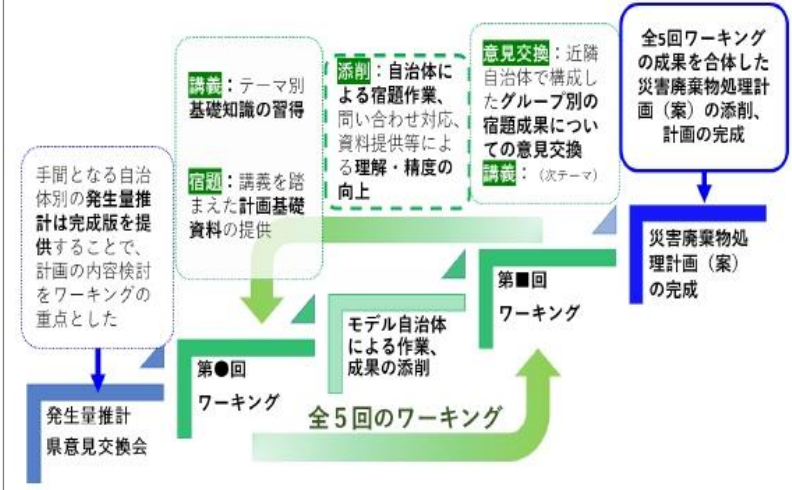 手間となる自治
体別の発生量推
計は完成版を提
供することで、
計画の内容検討
をワーキングの
重点とした
発生量推計
県意見交換会
講義：テーマ別
基礎知識の習得
宿題：講義を踏
まえた計画基礎
資料の提供
第●回
ワーキング
添削：自治体に
よる宿題作業、
問い合わせ対応、
資料提供等によ
る理解・精度の
向上
モデル自治体
による作業、
成果の添削
意見交換：近隣
自治体で構成し
たグループ別の
宿題成果につい
ての意見交換
講義：（次テーマ）
第■回
ワーキング
全５回のワーキング
全5回ワーキング
の成果を合体した
災害廃棄物処理計
画（案）の添削、
計画の完成
災害廃棄物処
理計画（案）
の完成